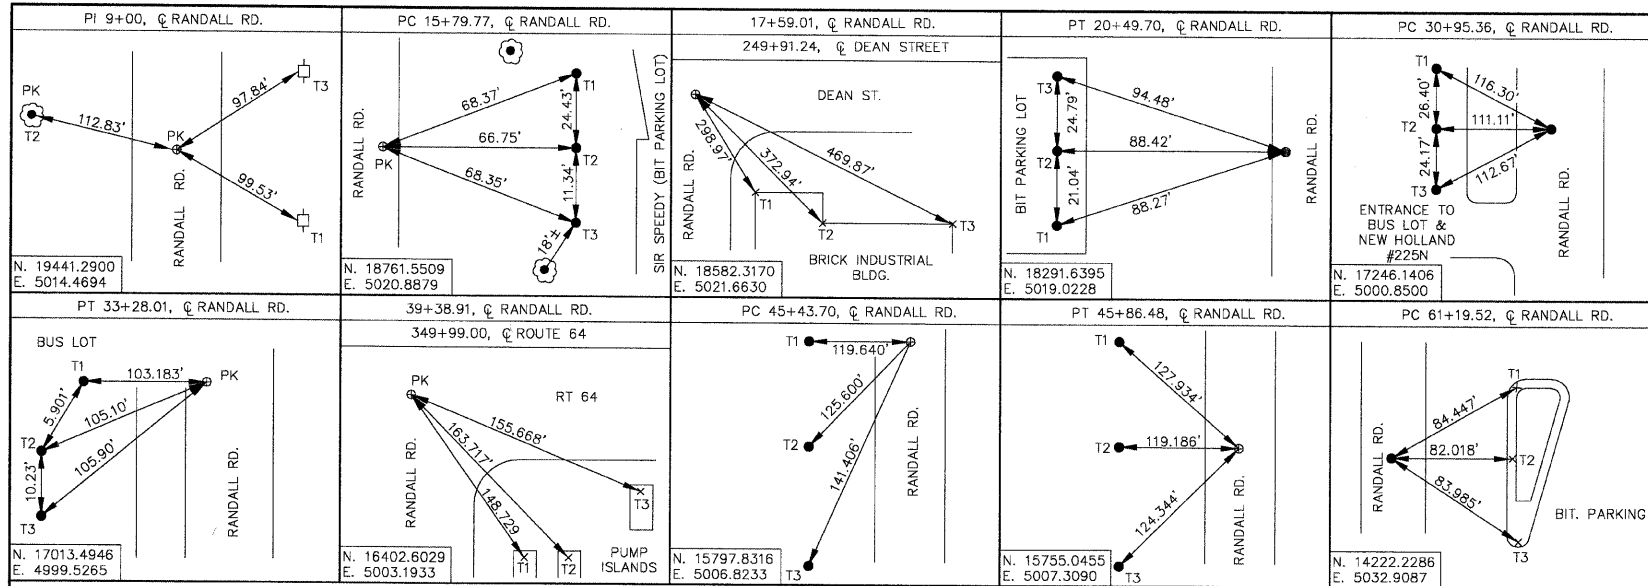 PI 9+00, ℄ RANDALL RD.
PK
T2
112.83'
PK
97.84'
T3
99.53'
T1
RANDALL RD.
N. 19441.2900
E. 5014.4694
PC 15+79.77, ℄ RANDALL RD.
RANDALL RD.
PK
68.37'
66.75'
68.35'
T1
24.43'
T2
11.34'
T3
18'±
SIR SPEEDY (BIT PARKING LOT)
N. 18761.5509
E. 5020.8879
17+59.01, ℄ RANDALL RD.
249+91.24, ℄ DEAN STREET
DEAN ST.
298.97'
372.94'
469.87'
RANDALL RD.
T1
T2
T3
BRICK INDUSTRIAL
BLDG.
N. 18582.3170
E. 5021.6630
PT 20+49.70, ℄ RANDALL RD.
BIT PARKING LOT
T3
24.79'
T2
21.04'
T1
94.48'
88.42'
88.27'
RANDALL RD.
N. 18291.6395
E. 5019.0228
PC 30+95.36, ℄ RANDALL RD.
T1
26.40'
T2
24.17'
T3
116.30'
111.11'
112.67'
ENTRANCE TO
BUS LOT &
NEW HOLLAND
#225N
RANDALL RD.
N. 17246.1406
E. 5000.8500
PT 33+28.01, ℄ RANDALL RD.
BUS LOT
T1
103.183'
PK
5.901'
105.10'
T2
105.90'
10.23'
T3
RANDALL RD.
N. 17013.4946
E. 4999.5265
39+38.91, ℄ RANDALL RD.
349+99.00, ℄ ROUTE 64
PK
RT 64
155.668'
163.717'
148.729
RANDALL RD.
T3
T1
T2
PUMP
ISLANDS
N. 16402.6029
E. 5003.1933
PC 45+43.70, ℄ RANDALL RD.
T1
119.640'
125.600'
T2
141.406'
RANDALL RD.
T3
N. 15797.8316
E. 5006.8233
PT 45+86.48, ℄ RANDALL RD.
T1
127.934'
T2
119.186'
124.344'
T3
RANDALL RD.
N. 15755.0455
E. 5007.3090
PC 61+19.52, ℄ RANDALL RD.
T1
84.447'
RANDALL RD.
82.018'
T2
83.985'
T3
BIT. PARKING
N. 14222.2286
E. 5032.9087